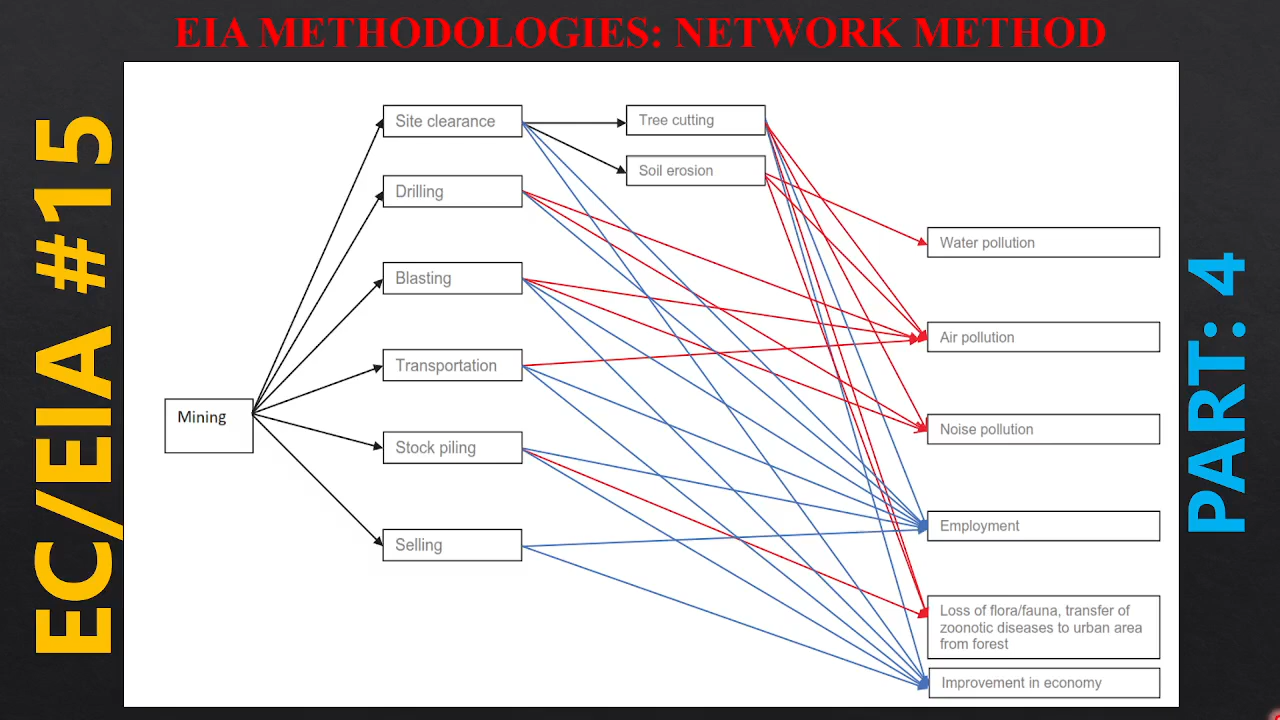 EIA METHODOLOGIES: NETWORK METHOD
EC/EIA #15
Mining
Site clearance
Drilling
Blasting
Transportation
Stock piling
Selling
Tree cutting
Soil erosion
Water pollution
Air pollution
Noise pollution
Employment
Loss of flora/fauna, transfer of
zoonotic diseases to urban area
from forest
Improvement in economy
PART: 4